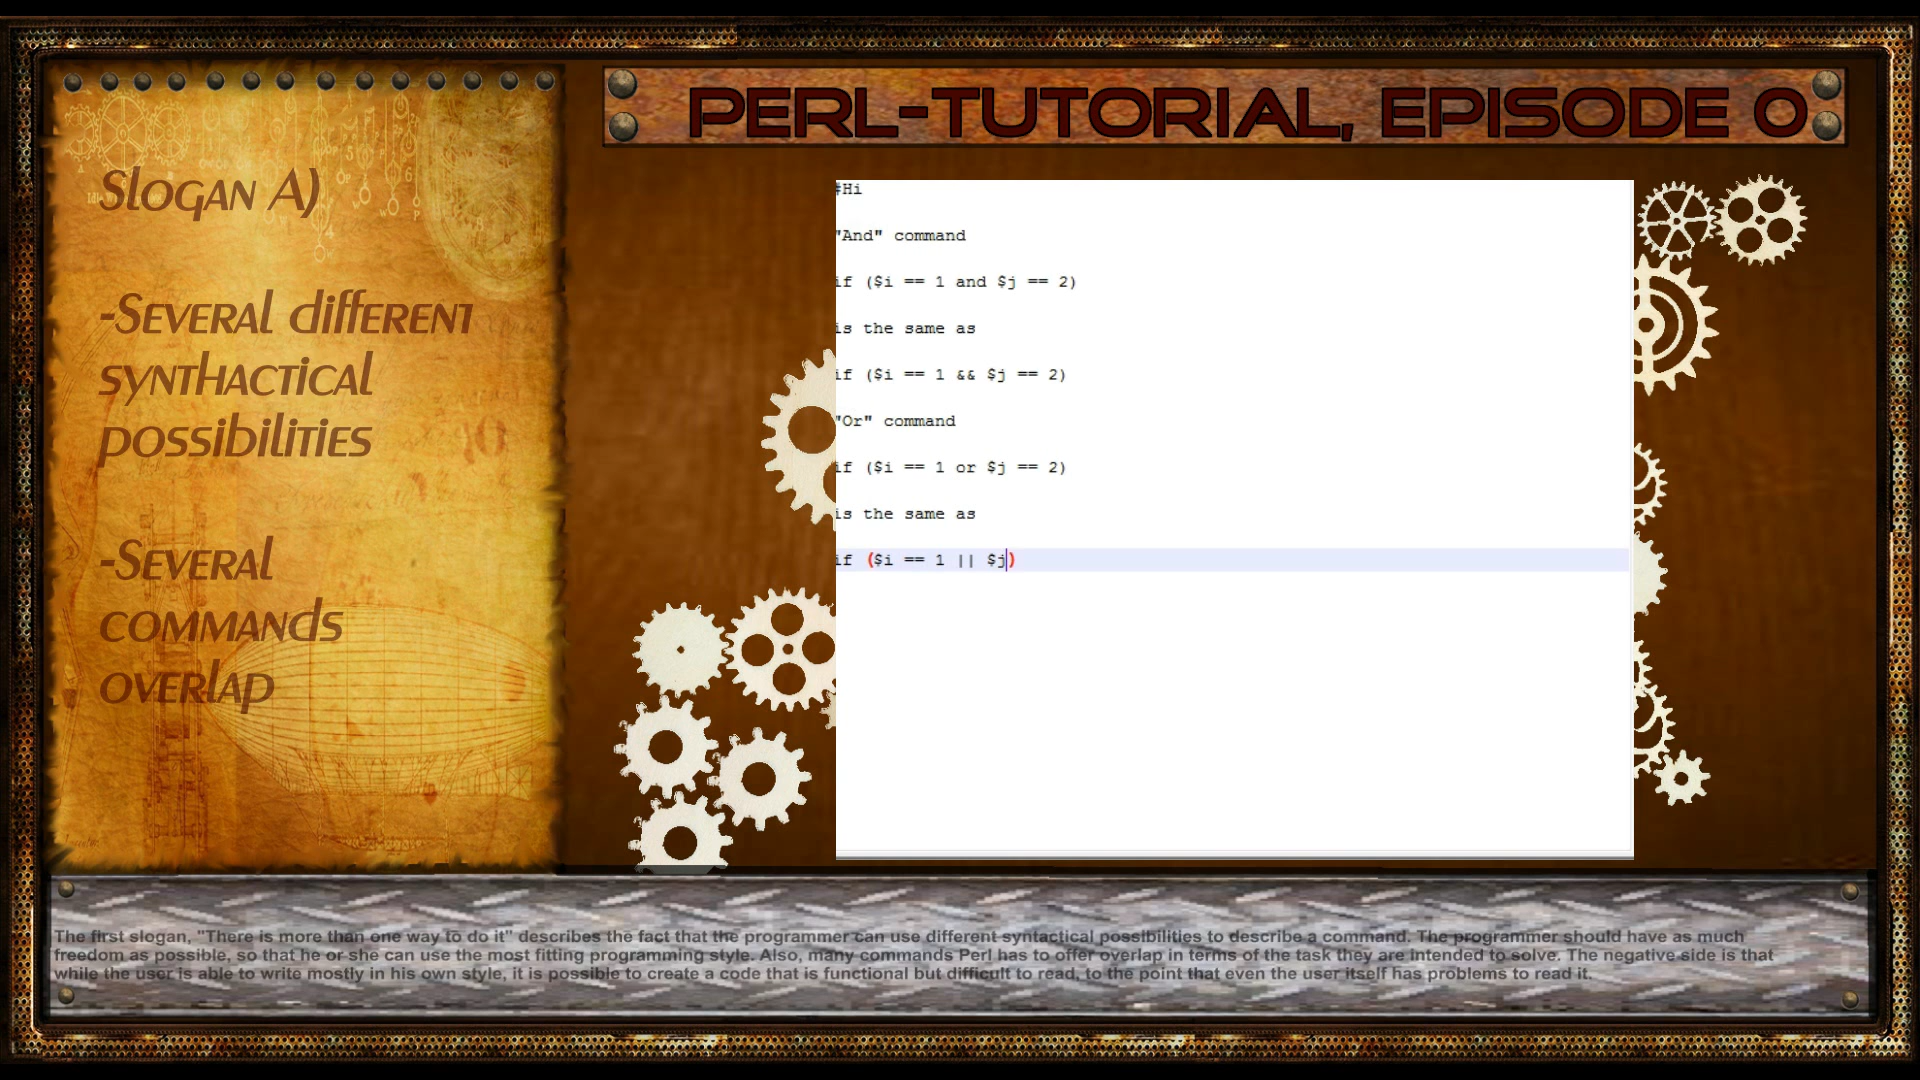 PERL-TUTORIAL, EPISODE 0
Slogan A)
-Several different
synthactical
possibilities
-Several
commands
overlap
#Hi
"And" command
if ($i == 1 and $j == 2)
is the same as
if ($i == 1 && $j == 2)
"Or" command
if ($i == 1 or $j == 2)
is the same as
if ($i == 1 || $j)
The first slogan, "There is more than one way to do it" describes the fact that the programmer can use different syntactical possibilities to describe a command. The programmer should have as much
freedom as possible, so that he or she can use the most fitting programming style. Also, many commands Perl has to offer overlap in terms of the task they are intended to solve. The negative side is that
while the user is able to write mostly in his own style, it is possible to create a code that is functional but difficult to read, to the point that even the user itself has problems to read it.